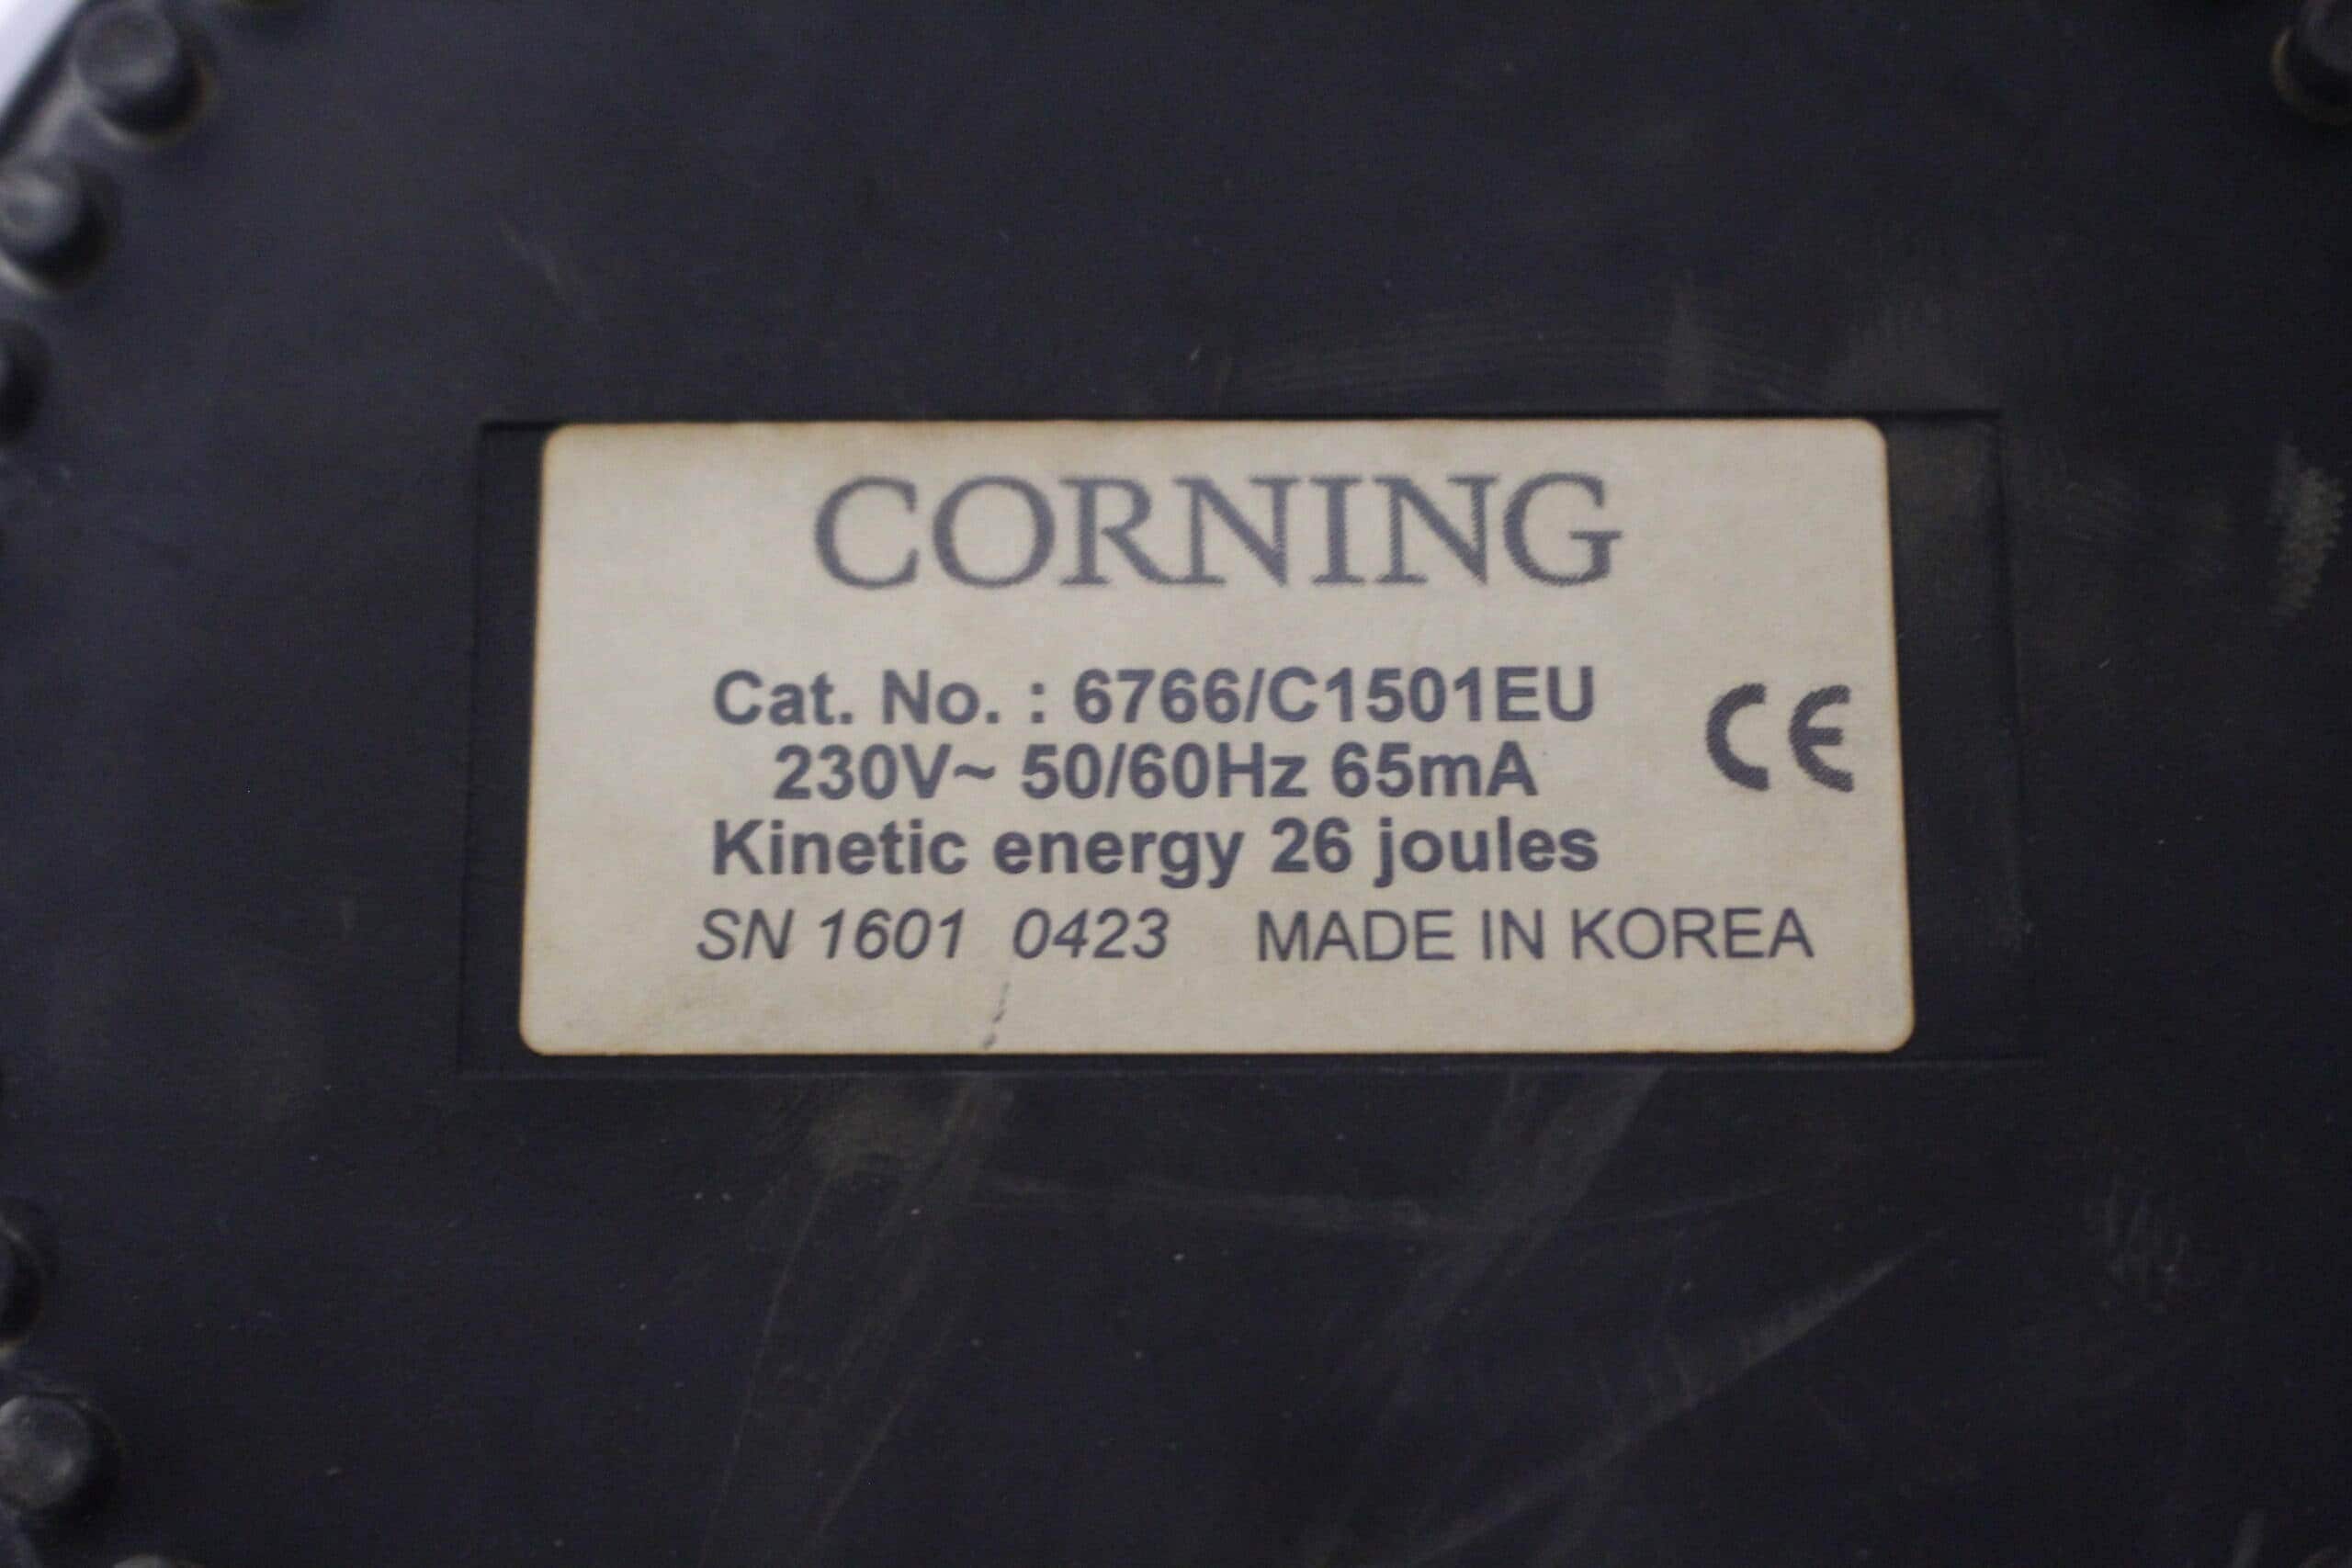 CORNING
Cat. No. : 6766/C1501EU
CE
230V~ 50/60Hz 65mA
Kinetic energy 26 joules
SN 1601 0423 MADE IN KOREA